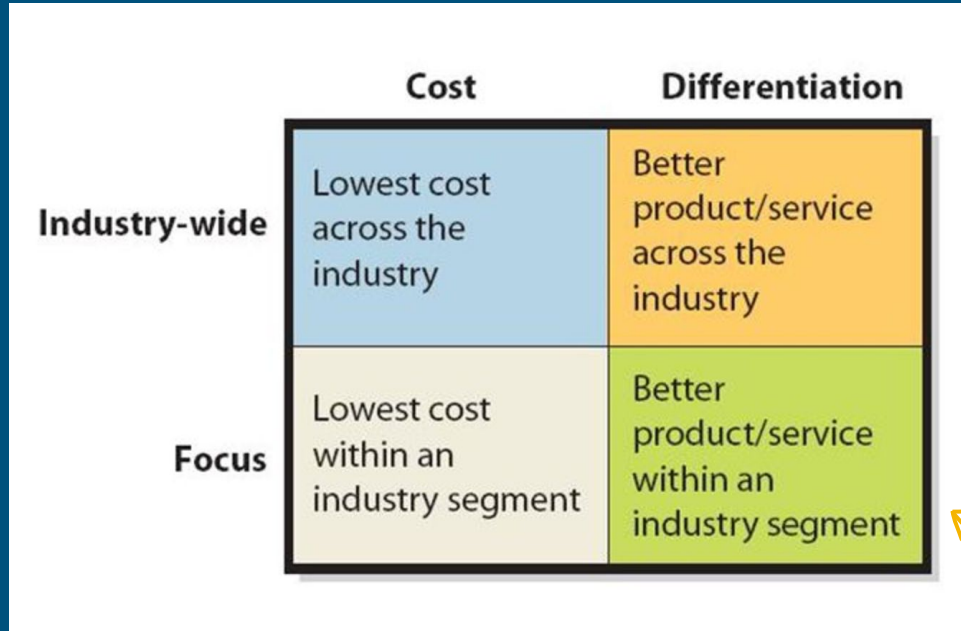 Cost
Differentiation
Industry-wide
Lowest cost
across the
industry
Better
product/service
across the
industry
Focus
Lowest cost
within an
industry segment
Better
product/service
within an
industry segment